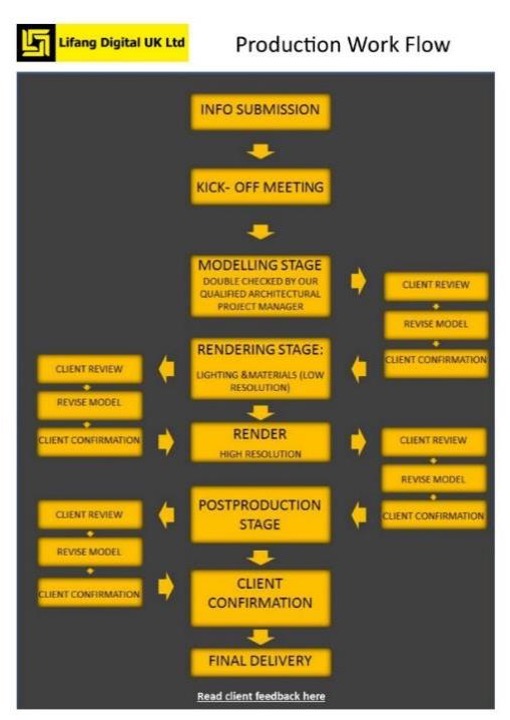 Lifang Digital UK Ltd
Production Work Flow
INFO SUBMISSION
KICK- OFF MEETING
MODELLING STAGE
DOUBLE CHECKED BY OUR
QUALIFIED ARCHITECTURAL
PROJECT MANAGER
CLIENT REVIEW
REVISE MODEL
CLIENT CONFIRMATION
RENDERING STAGE:
LIGHTING &MATERIALS (LOW
RESOLUTION)
CLIENT REVIEW
REVISE MODEL
CLIENT CONFIRMATION
RENDER
HIGH RESOLUTION
CLIENT REVIEW
REVISE MODEL
CLIENT CONFIRMATION
POSTPRODUCTION
STAGE
CLIENT REVIEW
REVISE MODEL
CLIENT CONFIRMATION
CLIENT
CONFIRMATION
FINAL DELIVERY
Read client feedback here